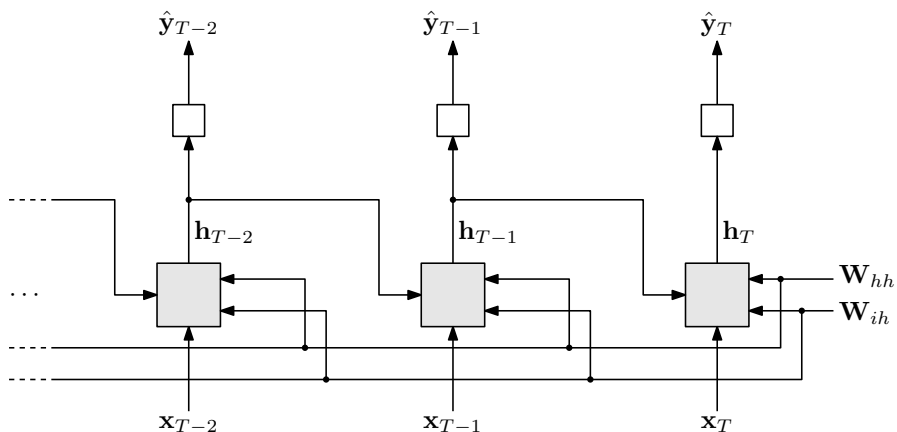 ŷ_{T−2} ŷ_{T−1} ŷ_T
h_{T−2} h_{T−1} h_T
W_{hh}
...
W_{ih}
x_{T−2} x_{T−1} x_T